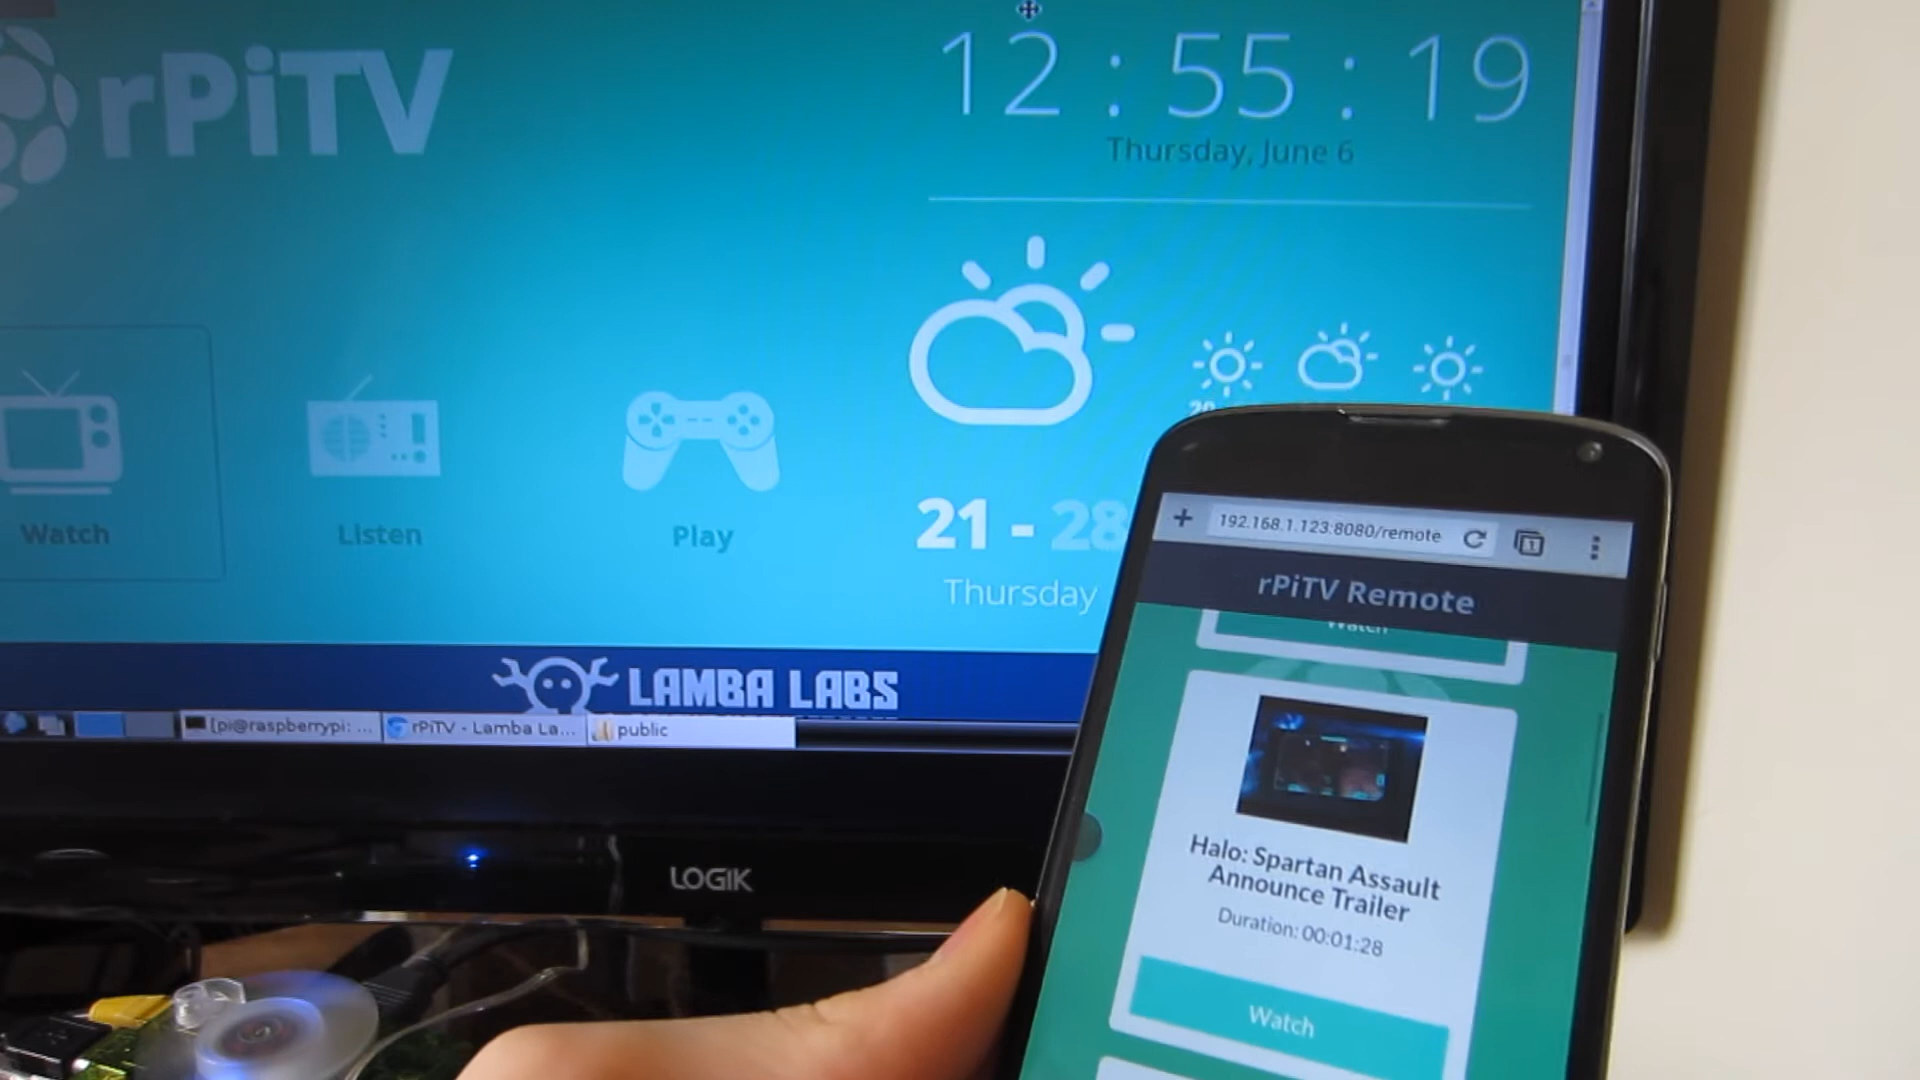 rPiTV
12 : 55 : 19
Thursday, June 6
Watch
Listen
Play
21 - 28
Thursday
LAMBA LABS
[pi@raspberrypi: ...
rPiTV - Lamba La...
public
LOGIK
192.168.1.123:8080/remote
1
rPiTV Remote
Watch
Halo: Spartan Assault
Announce Trailer
Duration: 00:01:28
Watch